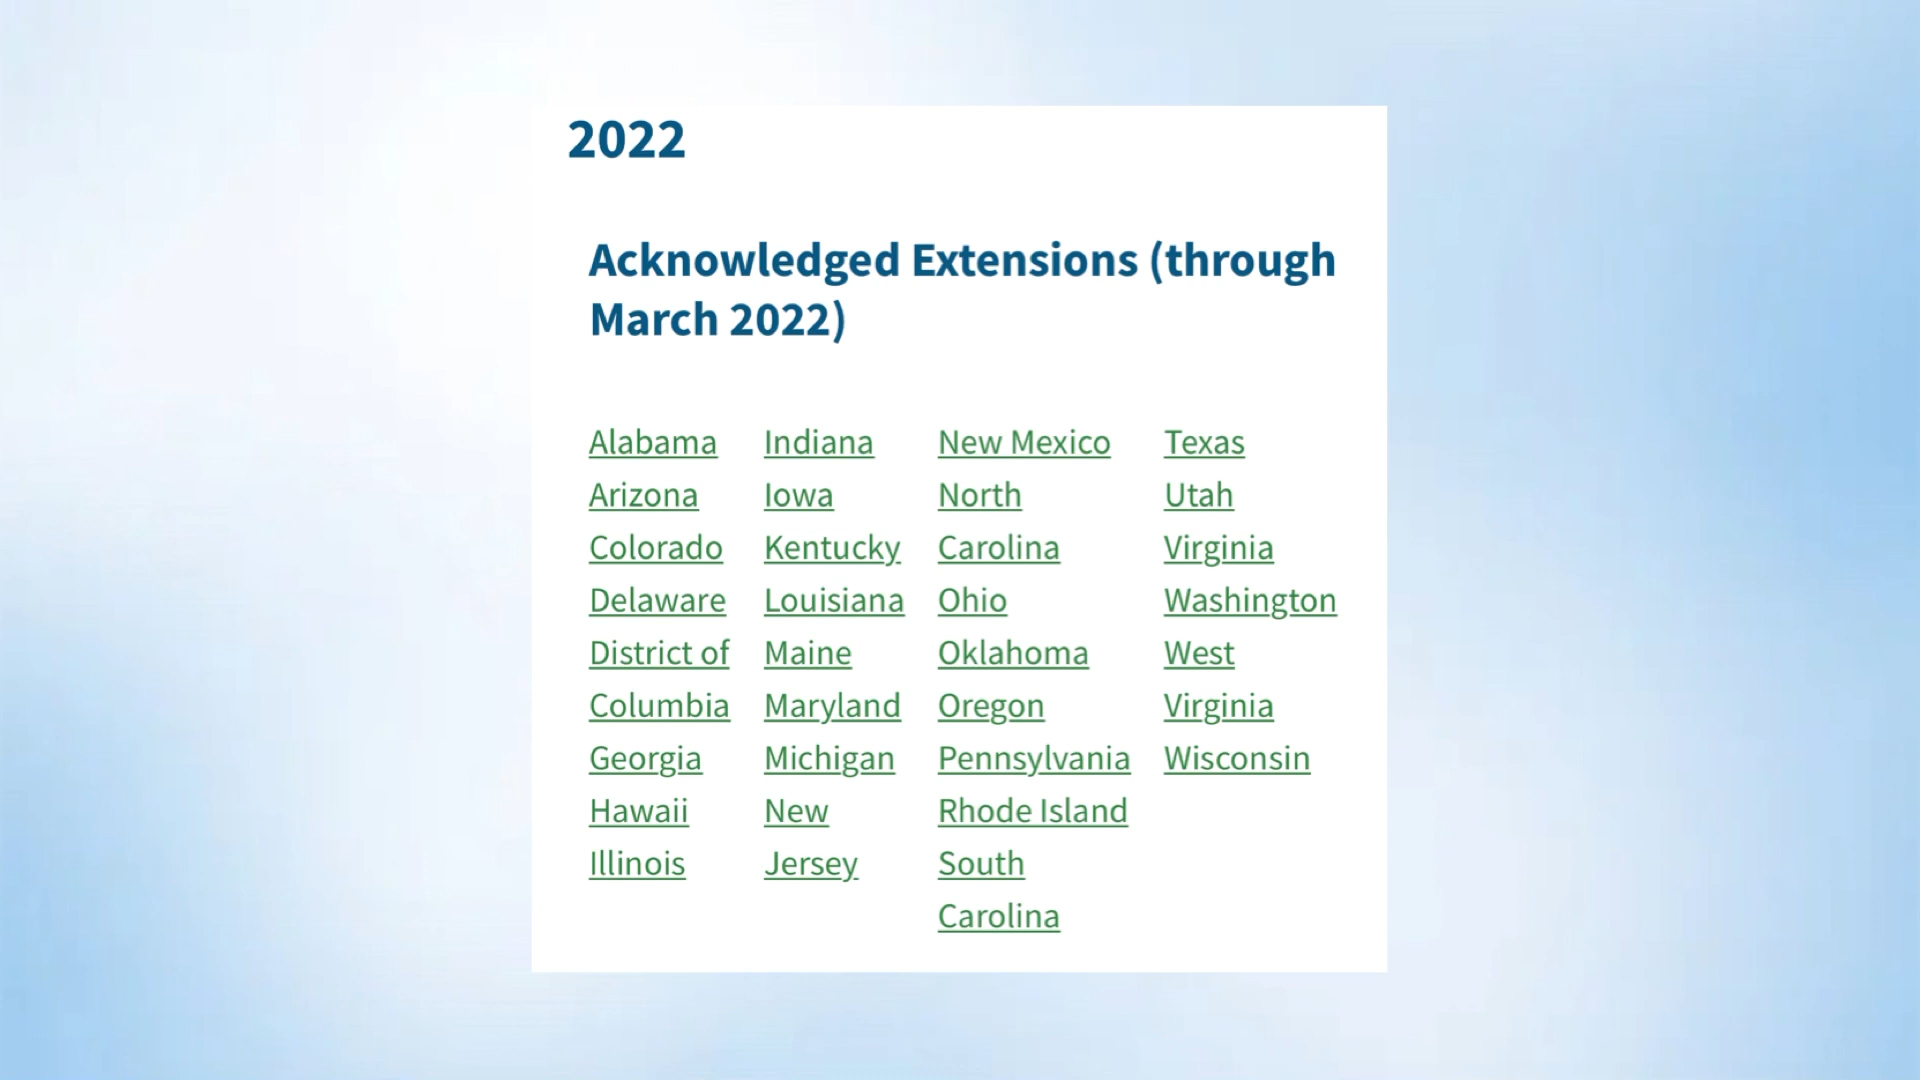 2022
Acknowledged Extensions (through
March 2022)
Alabama
Arizona
Colorado
Delaware
District of
Columbia
Georgia
Hawaii
Illinois
Indiana
Iowa
Kentucky
Louisiana
Maine
Maryland
Michigan
New
Jersey
New Mexico
North
Carolina
Ohio
Oklahoma
Oregon
Pennsylvania
Rhode Island
South
Carolina
Texas
Utah
Virginia
Washington
West
Virginia
Wisconsin